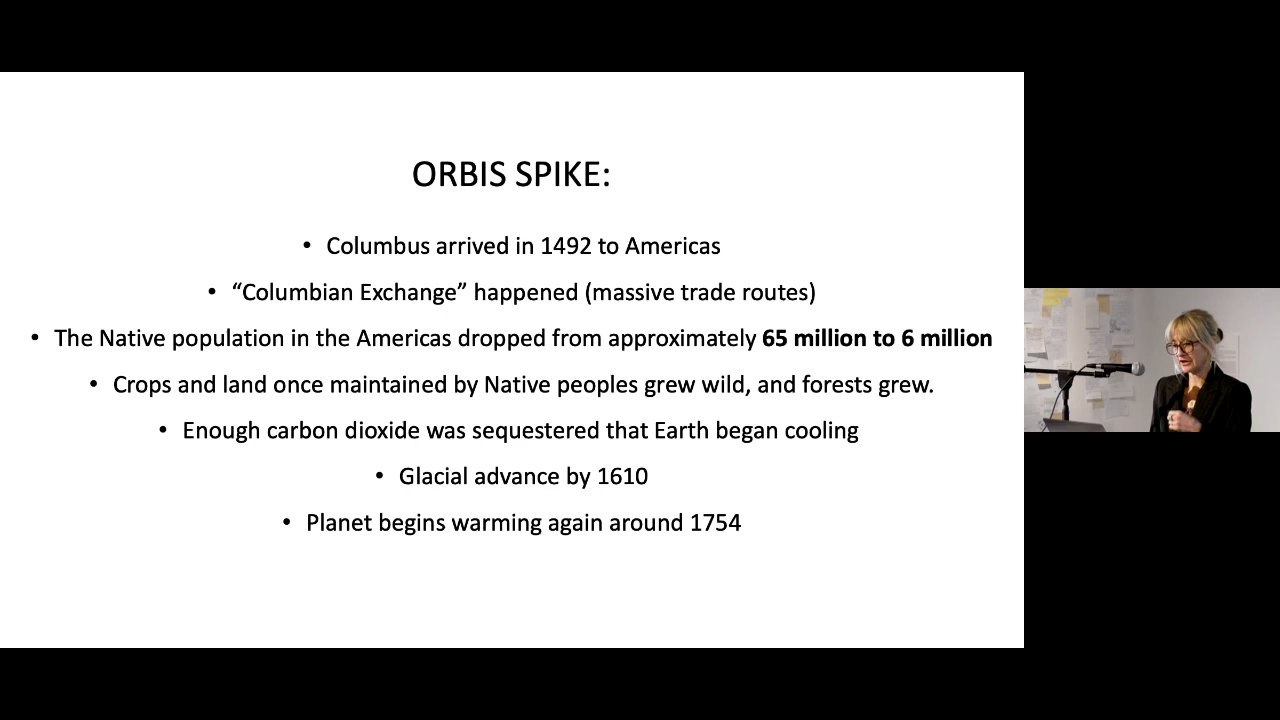 ORBIS SPIKE:
• Columbus arrived in 1492 to Americas
• “Columbian Exchange” happened (massive trade routes)
• The Native population in the Americas dropped from approximately 65 million to 6 million
• Crops and land once maintained by Native peoples grew wild, and forests grew.
• Enough carbon dioxide was sequestered that Earth began cooling
• Glacial advance by 1610
• Planet begins warming again around 1754